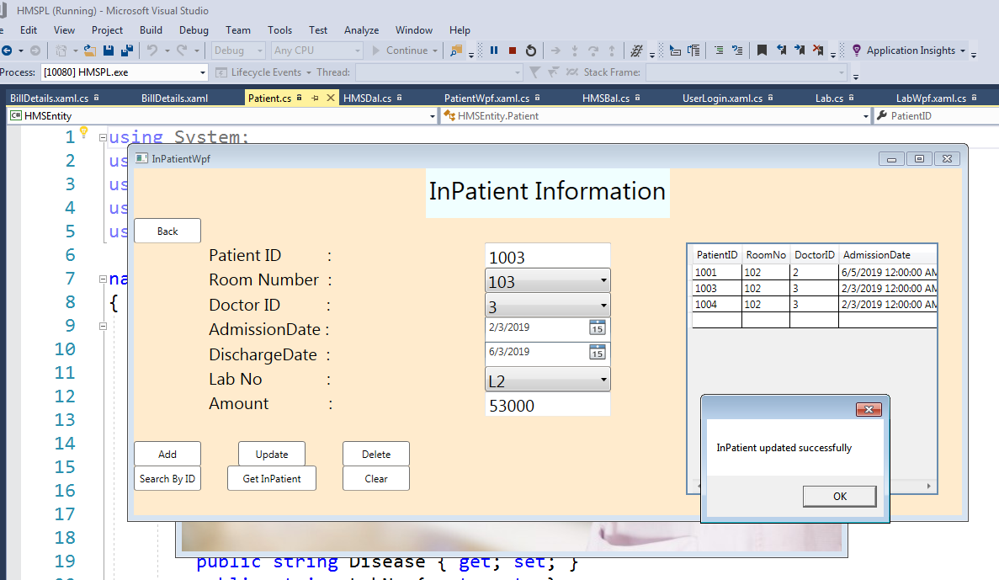 HMSPL (Running) - Microsoft Visual Studio
Edit View Project Build Debug Team Tools Test Analyze Window Help
Debug Any CPU Continue Application Insights
Process: [10080] HMSPL.exe Lifecycle Events Thread: Stack Frame:
BillDetails.xaml.cs BillDetails.xaml Patient.cs HMSDal.cs PatientWpf.xaml.cs HMSBal.cs UserLogin.xaml.cs Lab.cs LabWpf.xaml.cs
C# HMSEntity HMSEntity.Patient PatientID
1 using System;
InPatientWpf
2 us
3 us
4 us
5 us
6
7 na
8 {
9
10
11
12
13
14
15
16
17
18
19 public string Disease { get; set; }
InPatient Information
Back
Patient ID : 1003
Room Number : 103
Doctor ID : 3
AdmissionDate : 2/3/2019 15
DischargeDate : 6/3/2019 15
Lab No : L2
Amount : 53000
Add Update Delete
Search By ID Get InPatient Clear
PatientID RoomNo DoctorID AdmissionDate
1001 102 2 6/5/2019 12:00:00 AM
1003 102 3 2/3/2019 12:00:00 AM
1004 102 3 2/3/2019 12:00:00 AM
InPatient updated successfully
OK